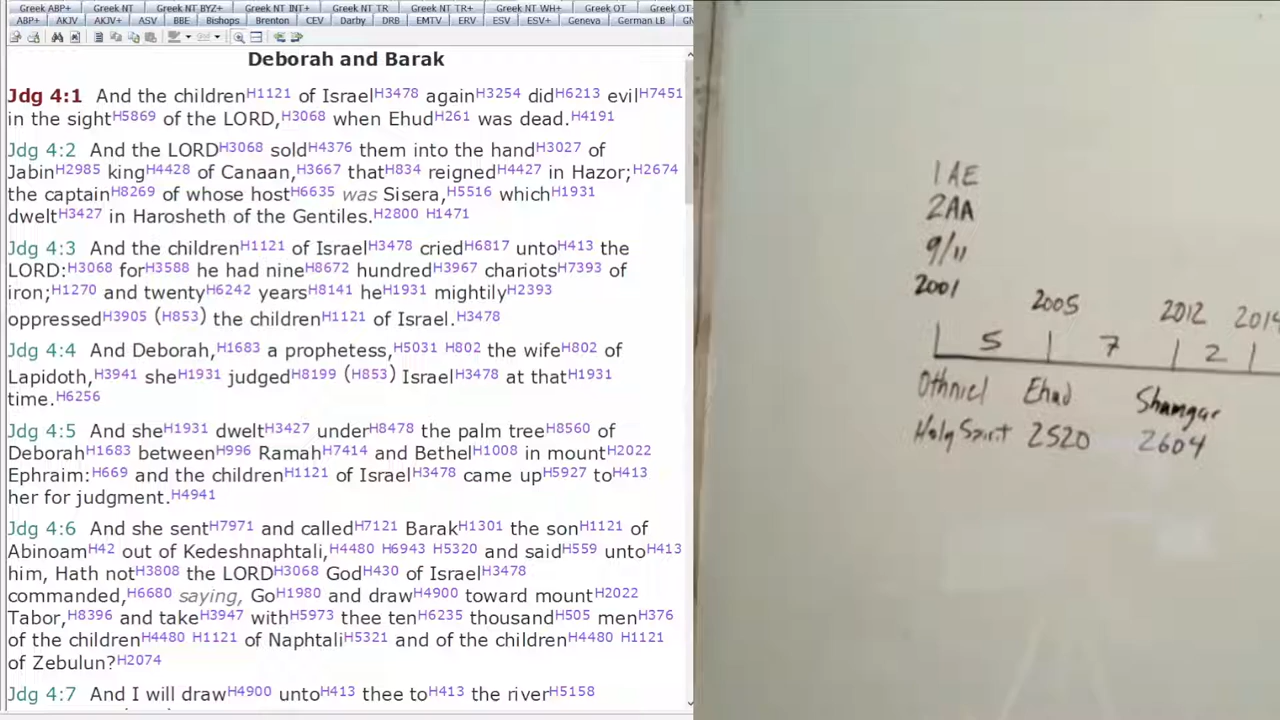 Greek ABP+ Greek NT Greek NT BYZ+ Greek NT INT+ Greek NT TR Greek NT TR+ Greek NT WH+ Greek OT Greek OT
ABP+ AKJV AKJV+ ASV BBE Bishops Brenton CEV Darby DRB EMTV ERV ESV ESV+ Geneva German LB
Deborah and Barak
Jdg 4:1 And the childrenH1121 of IsraelH3478 againH3254 didH6213 evilH7451
in the sightH5869 of the LORD,H3068 when EhudH261 was dead.H4191
Jdg 4:2 And the LORDH3068 soldH4376 them into the handH3027 of
JabinH2985 kingH4428 of Canaan,H3667 thatH834 reignedH4427 in Hazor;H2674
the captainH8269 of whose hostH6635 was Sisera,H5516 whichH1931
dweltH3427 in Harosheth of the Gentiles.H2800 H1471
Jdg 4:3 And the childrenH1121 of IsraelH3478 criedH6817 untoH413 the
LORD:H3068 forH3588 he had nineH8672 hundredH3967 chariotsH7393 of
iron;H1270 and twentyH6242 yearsH8141 heH1931 mightilyH2393
oppressedH3905 (H853) the childrenH1121 of Israel.H3478
Jdg 4:4 And Deborah,H1683 a prophetess,H5031 H802 the wifeH802 of
Lapidoth,H3941 sheH1931 judgedH8199 (H853) IsraelH3478 at thatH1931
time.H6256
Jdg 4:5 And sheH1931 dweltH3427 underH8478 the palm treeH8560 of
DeborahH1683 betweenH996 RamahH7414 and BethelH1008 in mountH2022
Ephraim:H669 and the childrenH1121 of IsraelH3478 came upH5927 toH413
her for judgment.H4941
Jdg 4:6 And she sentH7971 and calledH7121 BarakH1301 the sonH1121 of
AbinoamH42 out of Kedeshnaphtali,H4480 H6943 H5320 and saidH559 untoH413
him, Hath notH3808 the LORDH3068 GodH430 of IsraelH3478
commanded,H6680 saying, GoH1980 and drawH4900 toward mountH2022
Tabor,H8396 and takeH3947 withH5973 thee tenH6235 thousandH505 menH376
of the childrenH4480 H1121 of NaphtaliH5321 and of the childrenH4480 H1121
of Zebulun?H2074
Jdg 4:7 And I will drawH4900 untoH413 thee toH413 the riverH5158
1 AE
2AA
9/11
2001 2005 2012 2014
5 7 2
Othniel Ehud Shamgar
Holy Spirit 2520 2604